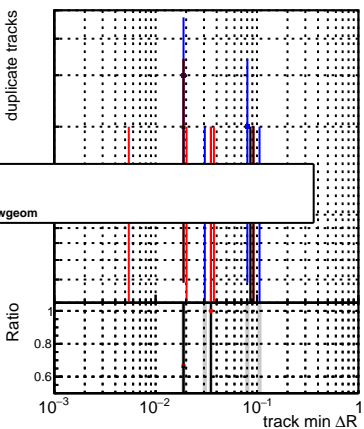 duplicate tracks
wgeom
Ratio
1
0.8
0.6
10⁻³ 10⁻² 10⁻¹ 1
track min ΔR